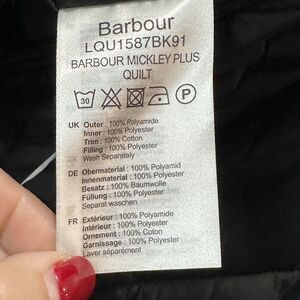 Barbour
LQU1587BK91
BARBOUR MICKLEY PLUS
QUILT
30 P
UK Outer : 100% Polyamide
Inner : 100% Polyester
Trim : 100% Cotton
Filling : 100% Polyester
Wash Separately
DE Obermaterial : 100% Polyamid
Innenmaterial : 100% Polyester
Besatz : 100% Baumwolle
Füllung : 100% Polyester
Separat waschen
FR Extérieur : 100% Polyamide
Intérieur : 100% Polyester
Ornement : 100% Coton
Garnissage : 100% Polyester
Laver séparément